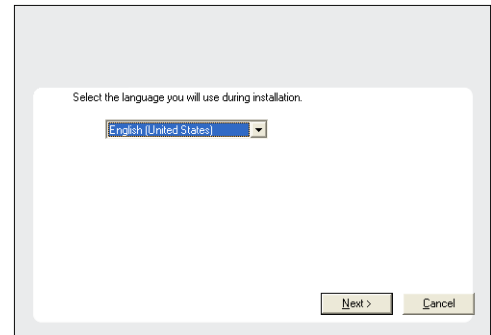 Select the language you will use during installation.
English (United States)
Next >
Cancel